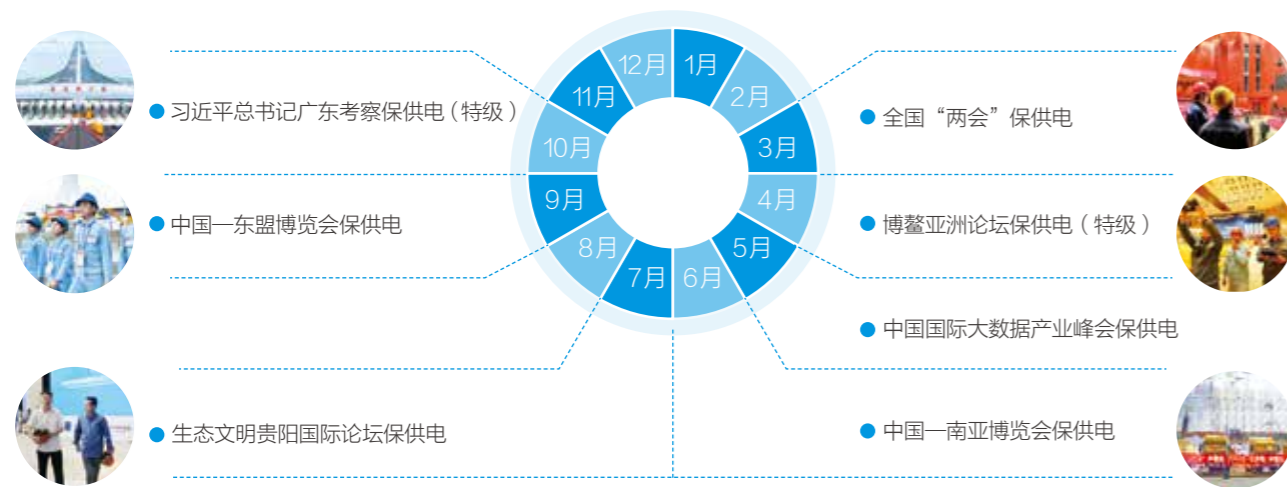 12月
1月
11月
2月
习近平总书记广东考察保供电（特级）
全国“两会”保供电
10月
3月
9月
4月
中国—东盟博览会保供电
博鳌亚洲论坛保供电（特级）
8月
5月
7月
6月
中国国际大数据产业峰会保供电
生态文明贵阳国际论坛保供电
中国—南亚博览会保供电